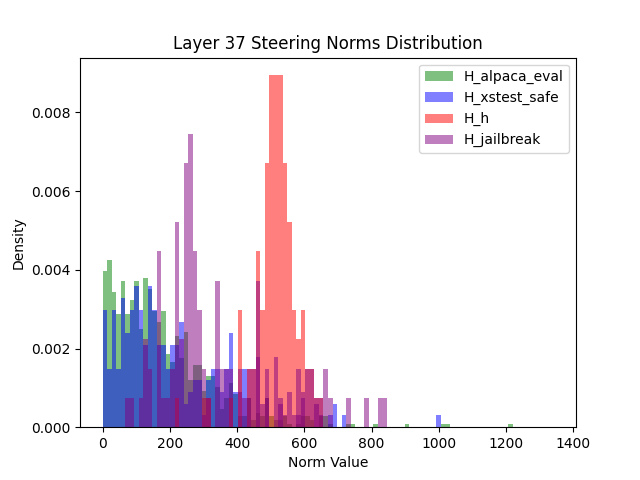 Layer 37 Steering Norms Distribution
H_alpaca_eval
H_xstest_safe
H_h
H_jailbreak
Density
0.008
0.006
0.004
0.002
0.000
0
200
400
600
800
1000
1200
1400
Norm Value